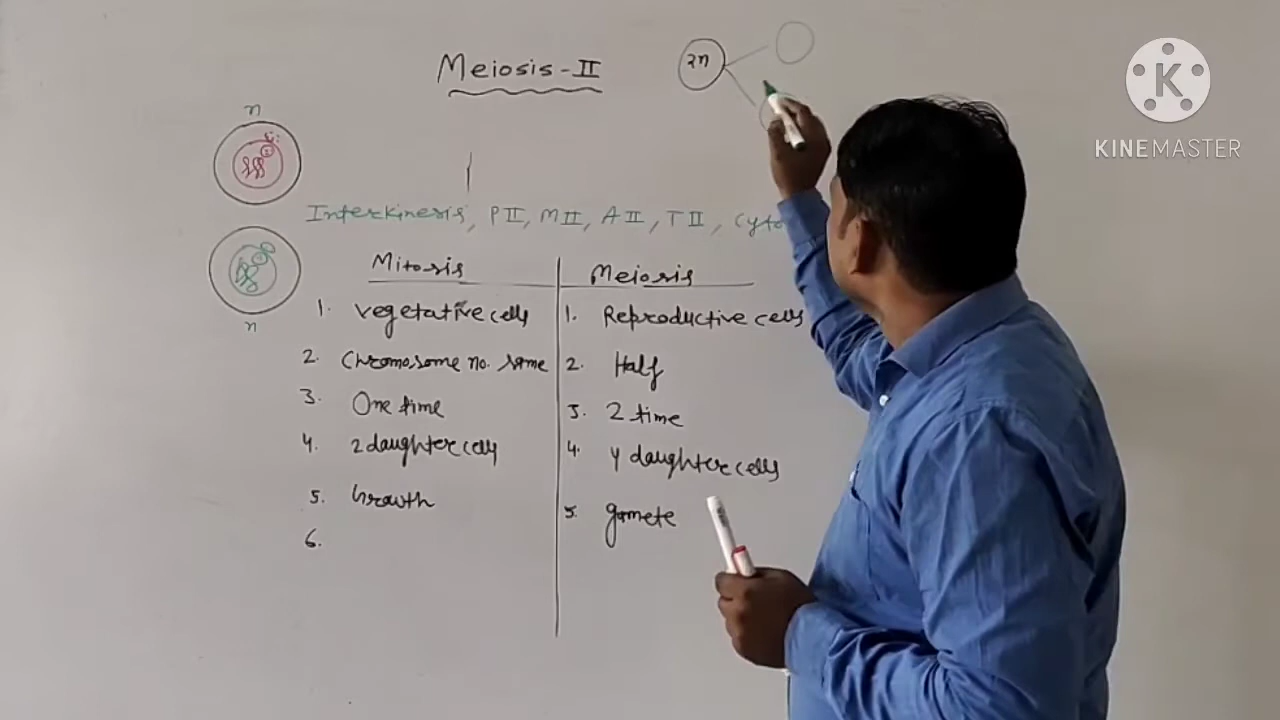 Meiosis-II
2n
K
KINEMASTER
n
Interkinesis, PII, MII, AII, TII, Cyto
n
Mitosis
Meiosis
1. vegetative cells
1. Reproductive cells
2. Chromosome no. same
2. Half
3. One time
3. 2 time
4. 2 daughter cells
4. 4 daughter cells
5. Growth
5. gamete
6.